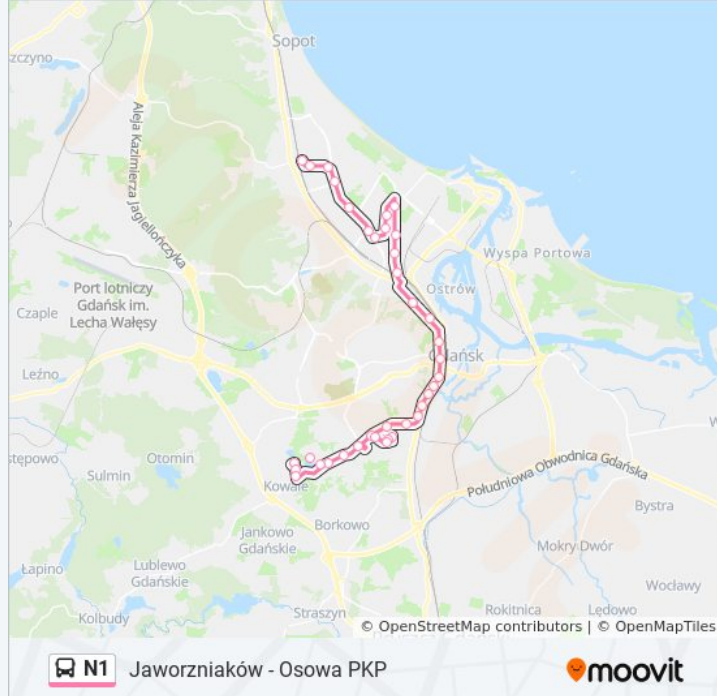 Sopot
szczyno
Aleja Kazimierza Jagiellończyka
Wyspa Portowa
Port lotniczy
Gdańsk im.
Lecha Wałęsy
Ostrów
Czaple
Gdańsk
Leźno
stępowo
Otomin
Sulmin
Kowale
Południowa Obwodnica Gdańska
Bystra
Jankowo
Gdańskie
Borkowo
Mokry Dwór
Łapino
Lublewo
Gdańskie
Wocławy
Kolbudy
Straszyn
Rokitnica
Lędowo
© OpenStreetMap contributors | © OpenMapTiles
N1 Jaworzniaków - Osowa PKP
moovit